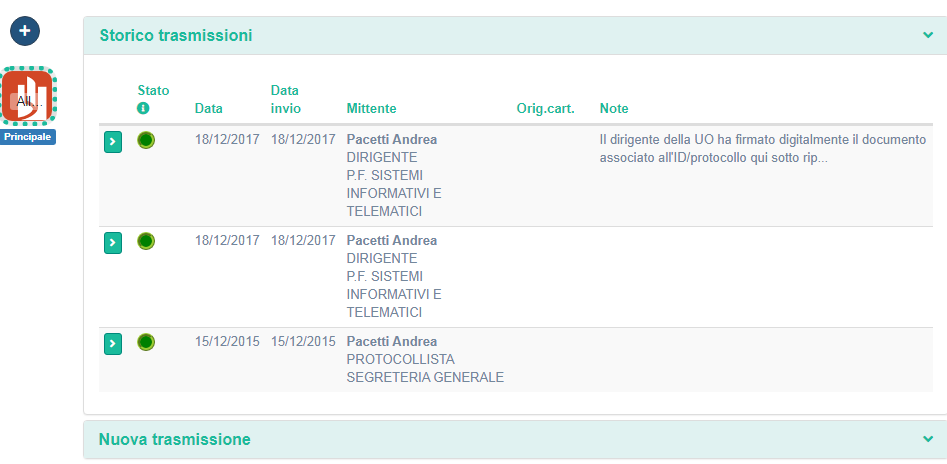 Storico trasmissioni
All...
Principale
Stato Data Data invio Mittente Orig.cart. Note
18/12/2017 18/12/2017 Pacetti Andrea Il dirigente della UO ha firmato digitalmente il documento
DIRIGENTE associato all'ID/protocollo qui sotto rip...
P.F. SISTEMI
INFORMATIVI E
TELEMATICI
18/12/2017 18/12/2017 Pacetti Andrea
DIRIGENTE
P.F. SISTEMI
INFORMATIVI E
TELEMATICI
15/12/2015 15/12/2015 Pacetti Andrea
PROTOCOLLISTA
SEGRETERIA GENERALE
Nuova trasmissione